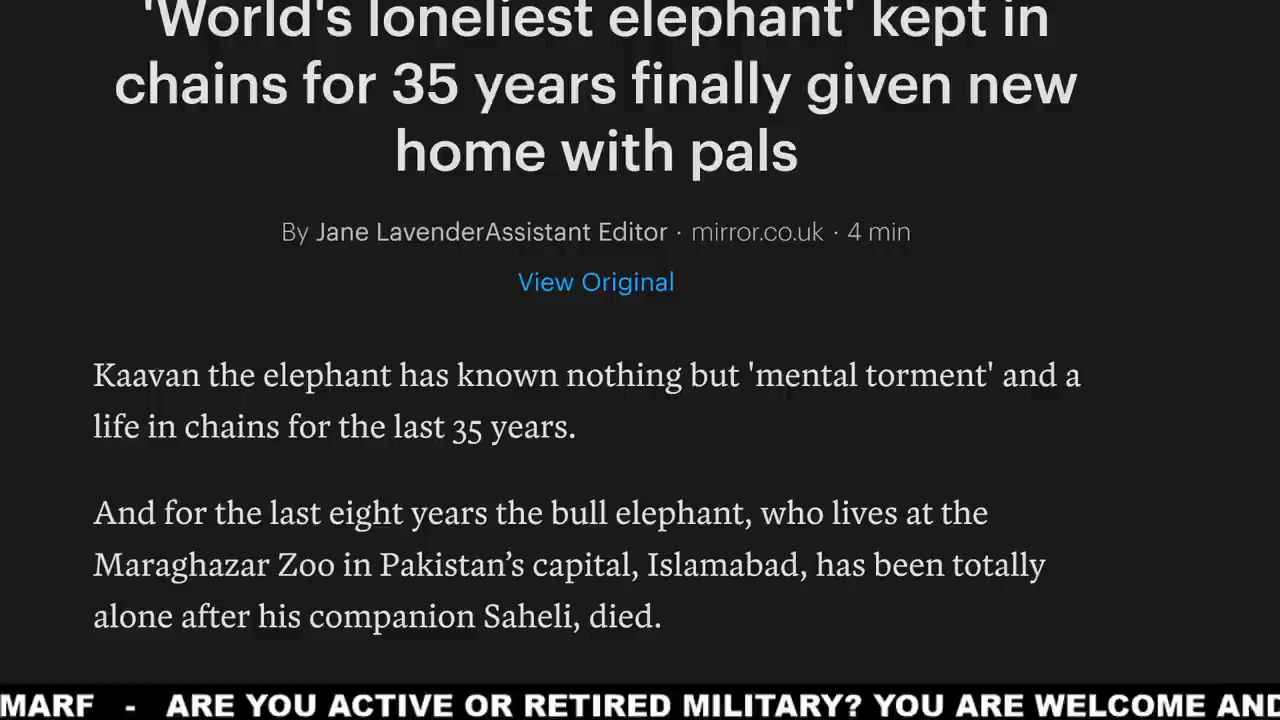 'World's loneliest elephant' kept in
chains for 35 years finally given new
home with pals
By Jane LavenderAssistant Editor · mirror.co.uk · 4 min
View Original
Kaavan the elephant has known nothing but 'mental torment' and a
life in chains for the last 35 years.
And for the last eight years the bull elephant, who lives at the
Maraghazar Zoo in Pakistan’s capital, Islamabad, has been totally
alone after his companion Saheli, died.
MARF - ARE YOU ACTIVE OR RETIRED MILITARY? YOU ARE WELCOME AND